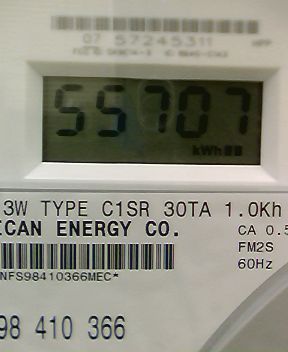 07 57245311
55707
kWh
3W TYPE C1SR 30TA 1.0Kh
ICAN ENERGY CO.
CA 0.5
FM2S
60Hz
NFS98410366MEC*
98 410 366